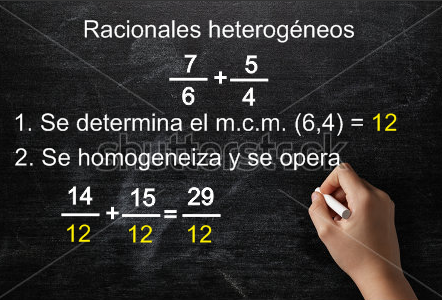 Racionales heterogéneos
7/6 + 5/4
1. Se determina el m.c.m. (6,4) = 12
2. Se homogeneiza y se opera
14/12 + 15/12 = 29/12
shutterstock